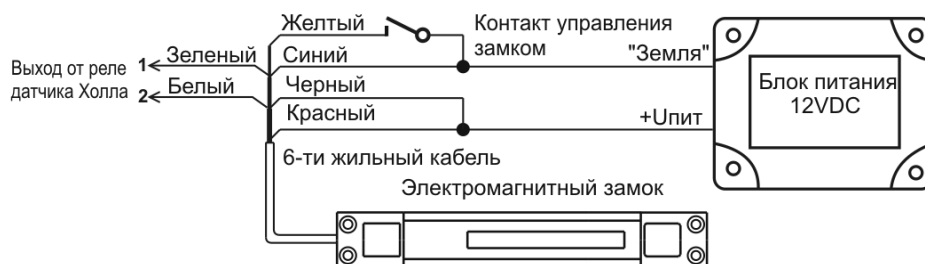 Желтый
Контакт управления
замком
Выход от реле
датчика Холла
1
Зеленый
Синий
"Земля"
2
Белый
Черный
Красный
+Uпит
Блок питания
12VDC
6-ти жильный кабель
Электромагнитный замок